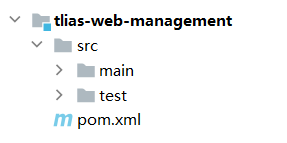 tlias-web-management
src
main
test
pom.xml